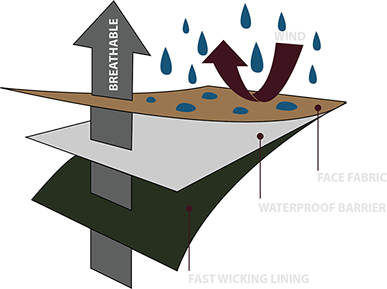 WIND
BREATHABLE
FACE FABRIC
WATERPROOF BARRIER
FAST WICKING LINING